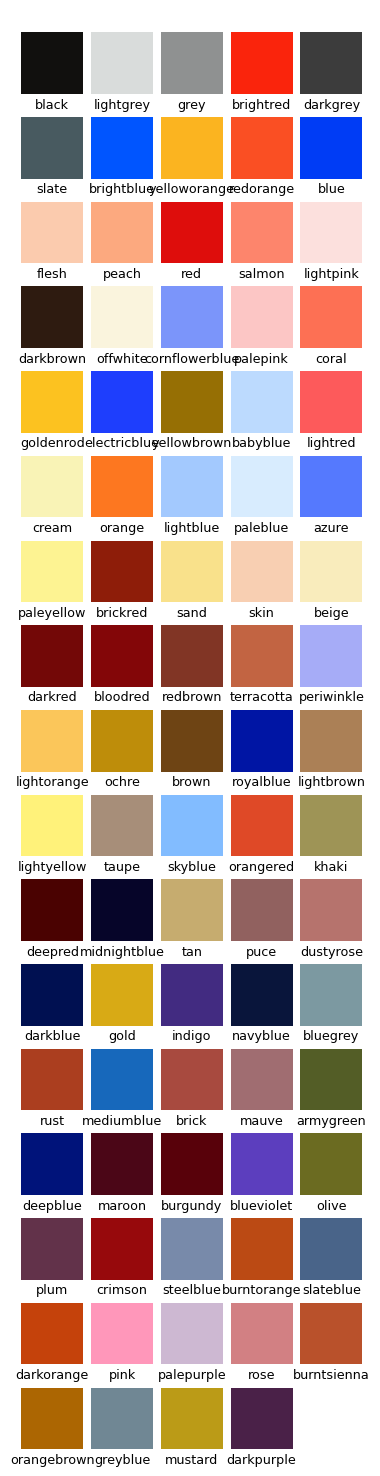 black lightgrey grey brightred darkgrey
slate brightblue yelloworange redorange blue
flesh peach red salmon lightpink
darkbrown offwhite cornflowerblue palepink coral
goldenrod electricblue yellowbrown babyblue lightred
cream orange lightblue paleblue azure
paleyellow brickred sand skin beige
darkred bloodred redbrown terracotta periwinkle
lightorange ochre brown royalblue lightbrown
lightyellow taupe skyblue orangered khaki
deepred midnightblue tan puce dustyrose
darkblue gold indigo navyblue bluegrey
rust mediumblue brick mauve armygreen
deepblue maroon burgundy blueviolet olive
plum crimson steelblue burntorange slateblue
darkorange pink palepurple rose burntsienna
orangebrown greyblue mustard darkpurple